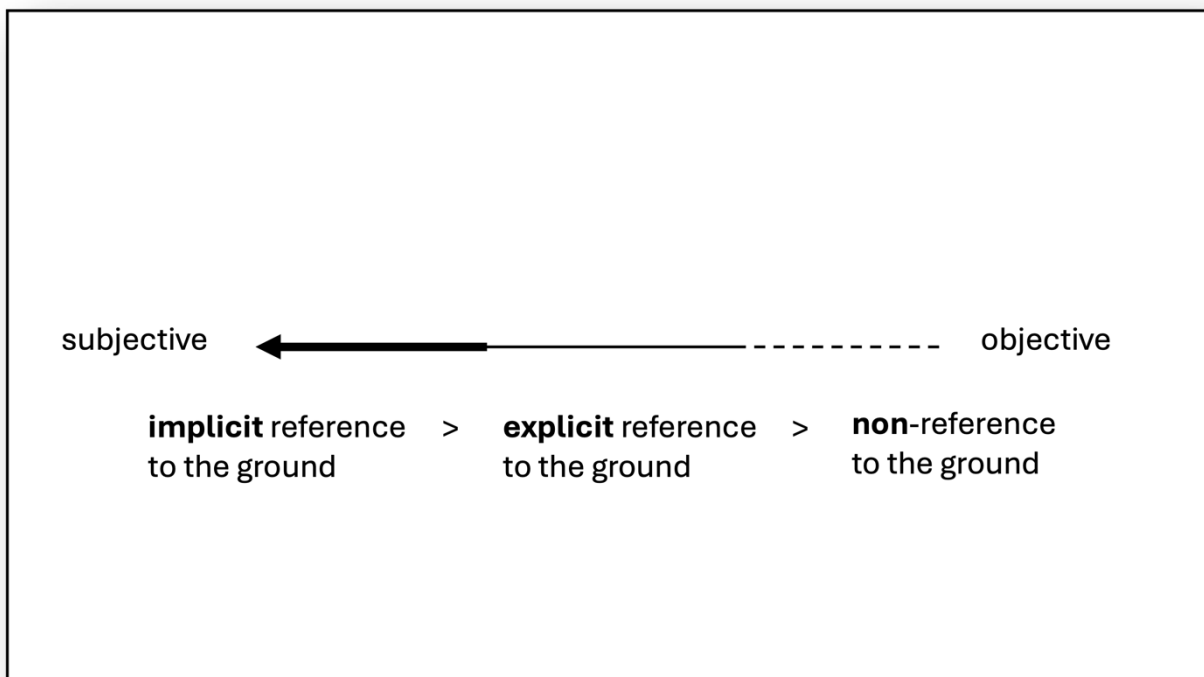 subjective objective
implicit reference > explicit reference > non-reference
to the ground to the ground to the ground